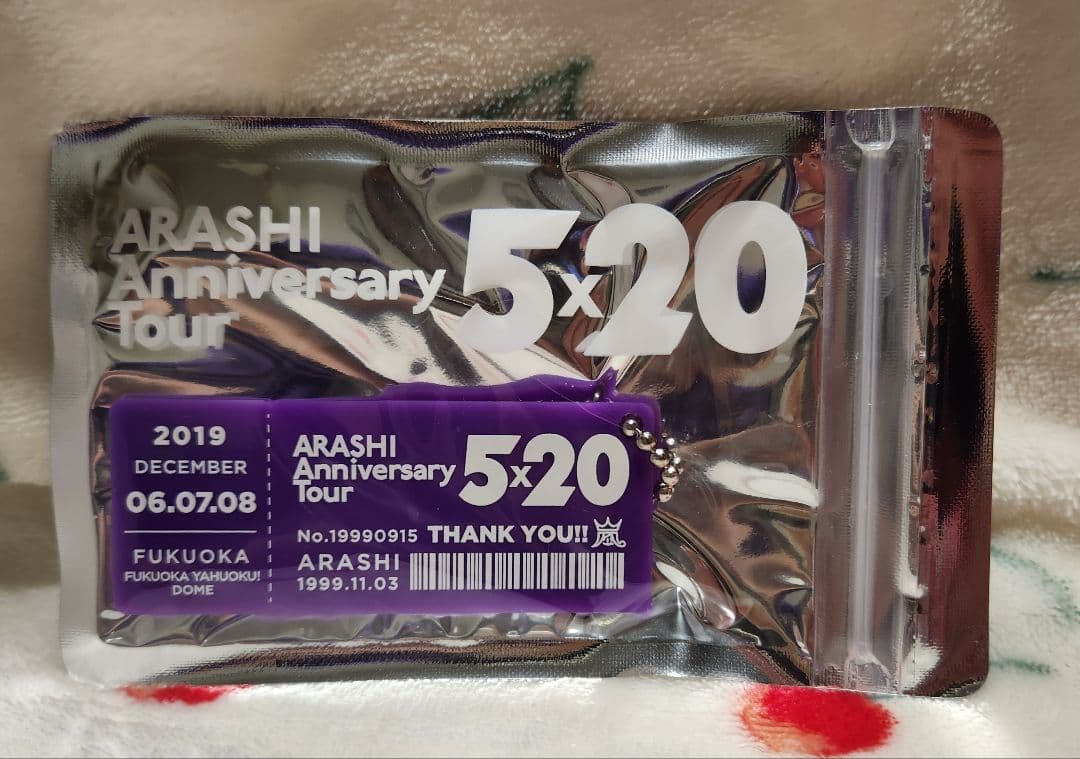 ARASHI
Anniversary
Tour
5x20
2019
DECEMBER
06.07.08
FUKUOKA
FUKUOKA YAHUOKU!
DOME
ARASHI
Anniversary
Tour
5x20
No.19990915 THANK YOU!! 嵐
ARASHI
1999.11.03